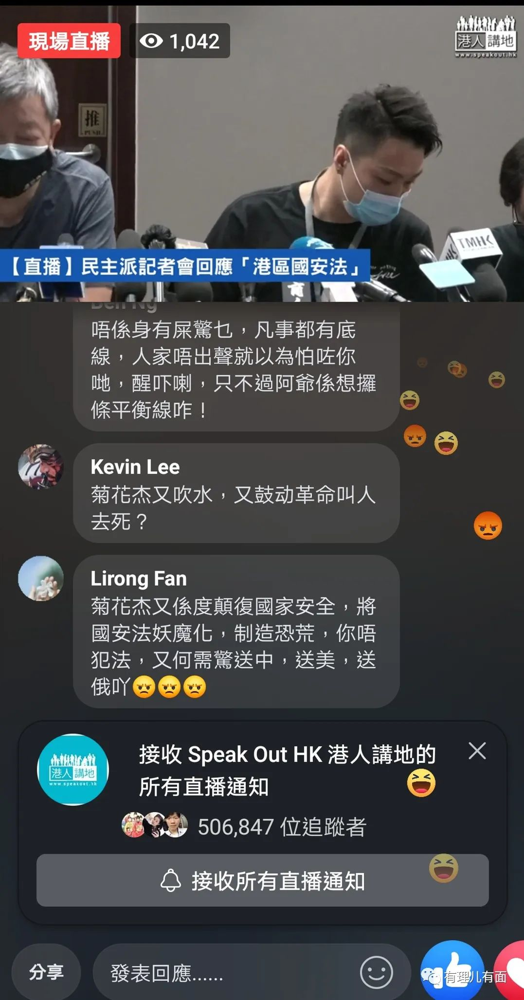 現場直播
1,042
港人講地
www.speakout.hk
推
PUSH
TMHK
【直播】民主派記者會回應「港區國安法」
Ben Ng
唔係身有屎驚乜，凡事都有底
線，人家唔出聲就以為怕咗你
哋，醒吓喇，只不過阿爺係想攞
條平衡線咋！
Kevin Lee
菊花杰又吹水，又鼓动革命叫人
去死？
Lirong Fan
菊花杰又係度顛復國家安全，將
國安法妖魔化，制造恐荒，你唔
犯法，又何需驚送中，送美，送
俄吖😠😠😠
港人講地
www.speakout.hk
接收 Speak Out HK 港人講地的
所有直播通知
506,847 位追蹤者
接收所有直播通知
分享
發表回應......
有理儿有面